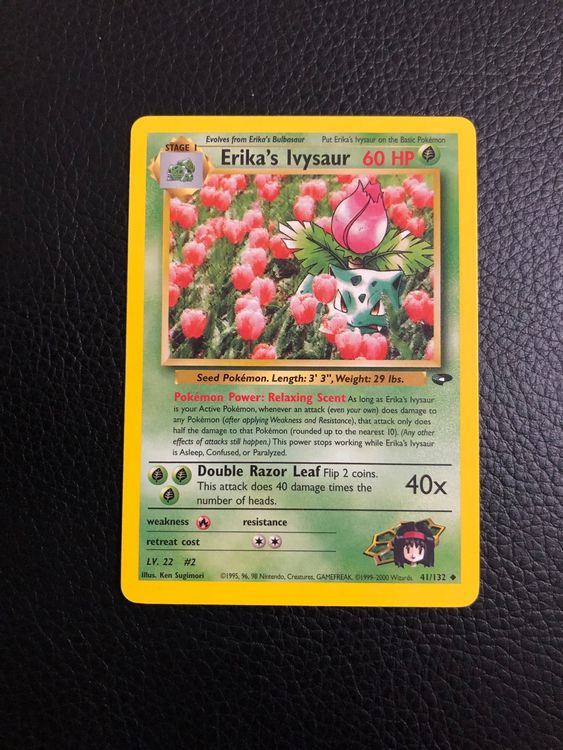 Evolves from Erika's Bulbasaur Put Erika's Ivysaur on the Basic Pokémon
STAGE 1
Erika's Ivysaur 60 HP
Seed Pokémon. Length: 3' 3", Weight: 29 lbs.
Pokémon Power: Relaxing Scent As long as Erika's Ivysaur
is your Active Pokémon, whenever an attack (even your own) does damage to
any Pokémon (after applying Weakness and Resistance), that attack only does
half the damage to that Pokémon (rounded up to the nearest 10). (Any other
effects of attacks still happen.) This power stops working while Erika's Ivysaur
is Asleep, Confused, or Paralyzed.
Double Razor Leaf Flip 2 coins.
This attack does 40 damage times the
number of heads.
40x
weakness resistance
retreat cost
LV. 22 #2
Illus. Ken Sugimori ©1995, 96, 98 Nintendo, Creatures, GAMEFREAK. ©1999-2000 Wizards. 41/132